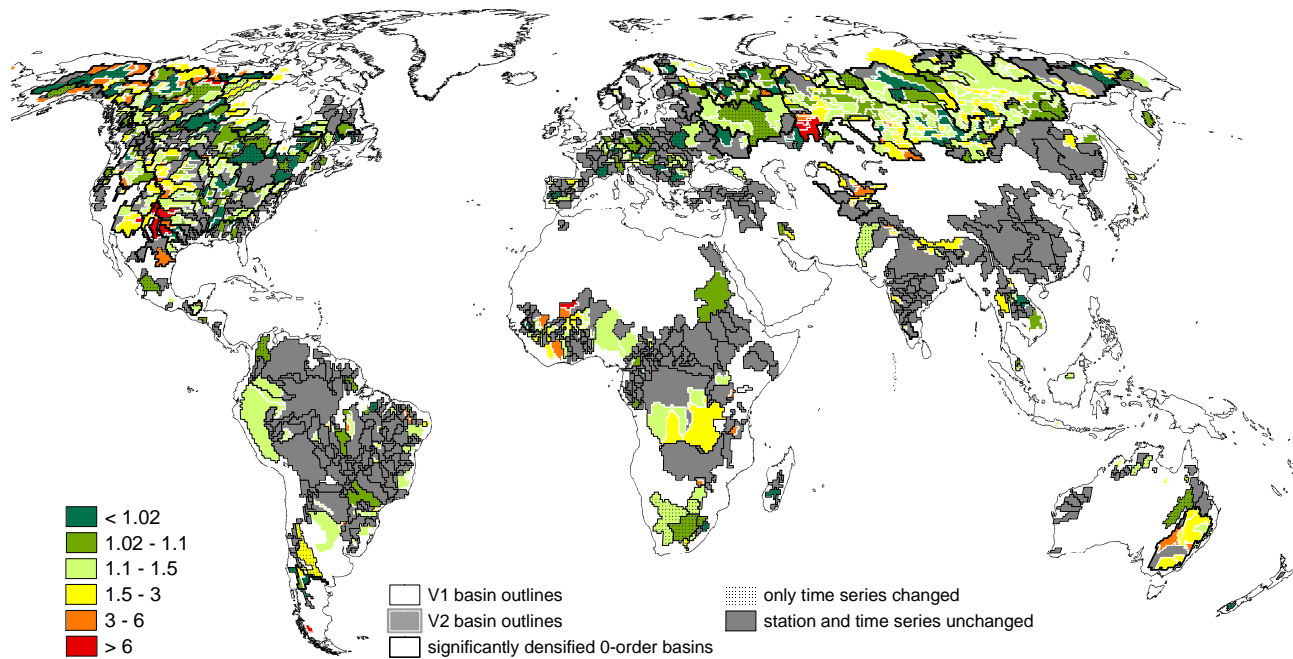 < 1.02
1.02 - 1.1
1.1 - 1.5
1.5 - 3
3 - 6
> 6
V1 basin outlines
V2 basin outlines
significantly densified 0-order basins
only time series changed
station and time series unchanged